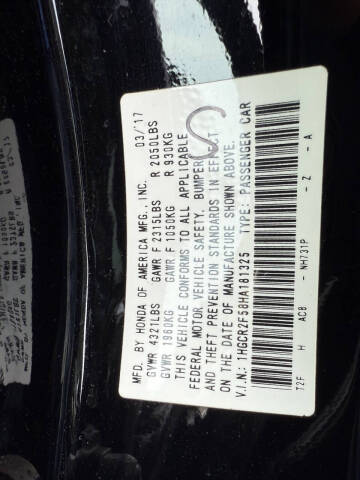 MFD. BY HONDA OF AMERICA MFG., INC. 03/17
GVWR 4321LBS GAWR F 2315LBS R 2050LBS
GVWR 1960KG GAWR F 1050KG R 930KG
THIS VEHICLE CONFORMS TO ALL APPLICABLE
FEDERAL MOTOR VEHICLE SAFETY, BUMPER,
AND THEFT PREVENTION STANDARDS IN EFFECT
ON THE DATE OF MANUFACTURE SHOWN ABOVE.
V.I.N: 1HGCR2F58HA181325 TYPE: PASSENGER CAR
T2F H AC8 NH731P - Z - A